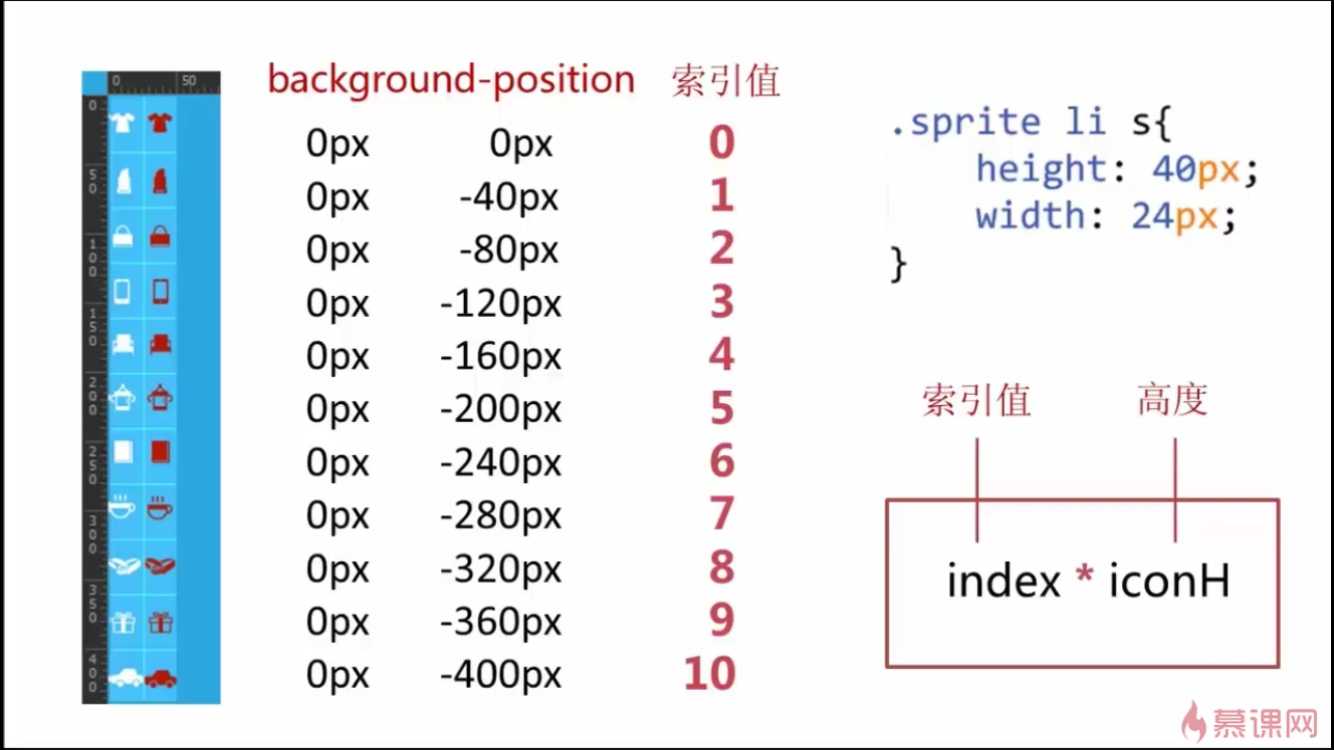 background-position 索引值
0px 0px 0
0px -40px 1
0px -80px 2
0px -120px 3
0px -160px 4
0px -200px 5
0px -240px 6
0px -280px 7
0px -320px 8
0px -360px 9
0px -400px 10
0 50
0
50
100
150
200
250
300
350
400
.sprite li s{
height: 40px;
width: 24px;
}
索引值 高度
index * iconH
慕课网